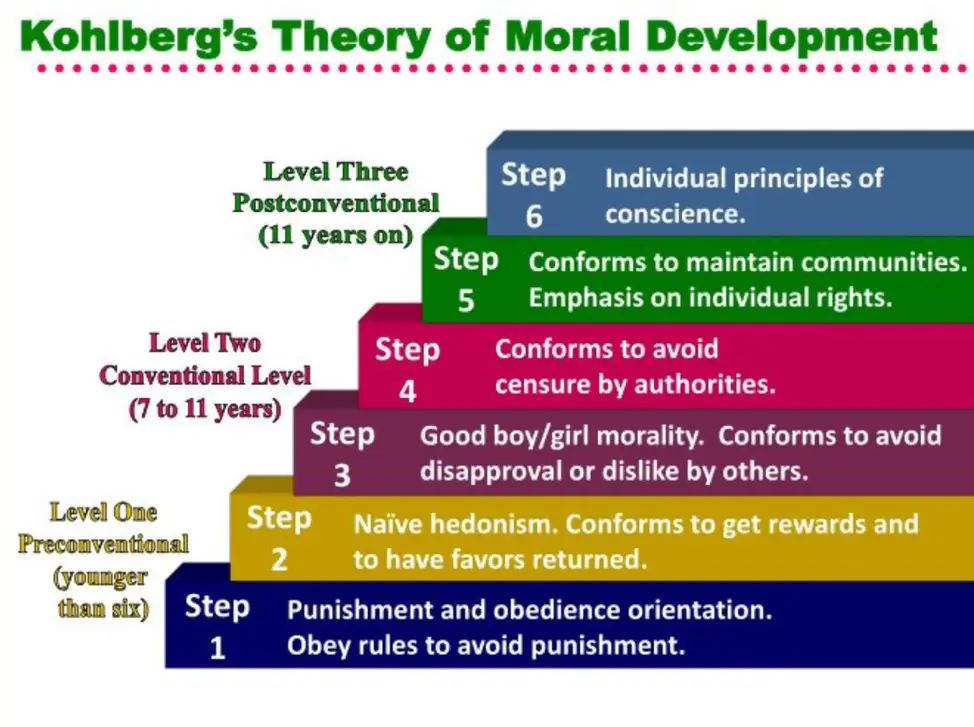 Kohlberg's Theory of Moral Development
Level Three
Postconventional
(11 years on)
Step
6
Individual principles of
conscience.
Step
5
Conforms to maintain communities.
Emphasis on individual rights.
Level Two
Conventional Level
(7 to 11 years)
Step
4
Conforms to avoid
censure by authorities.
Step
3
Good boy/girl morality. Conforms to avoid
disapproval or dislike by others.
Level One
Preconventional
(younger
than six)
Step
2
Naïve hedonism. Conforms to get rewards and
to have favors returned.
Step
1
Punishment and obedience orientation.
Obey rules to avoid punishment.